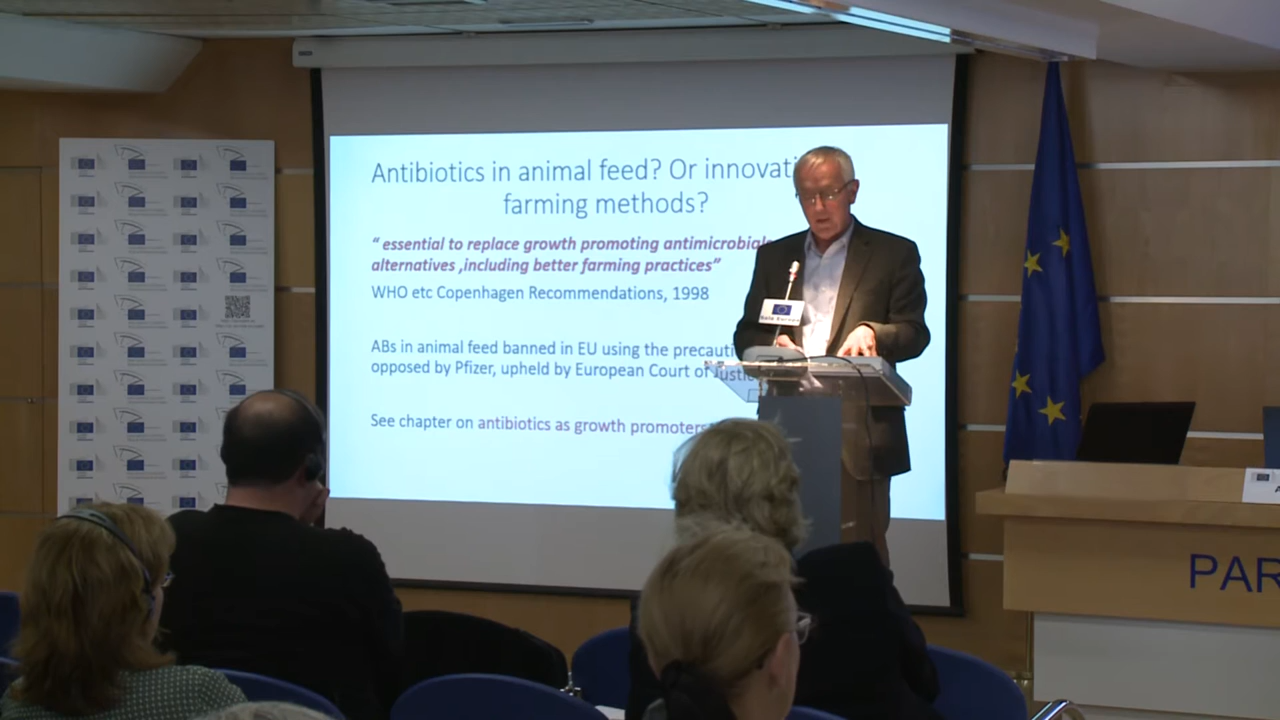 Antibiotics in animal feed? Or innovati
farming methods?
“ essential to replace growth promoting antimicrobials
alternatives ,including better farming practices”
WHO etc Copenhagen Recommendations, 1998
ABs in animal feed banned in EU using the precauti
opposed by Pfizer, upheld by European Court of Justic
See chapter on antibiotics as growth promoters
PAR